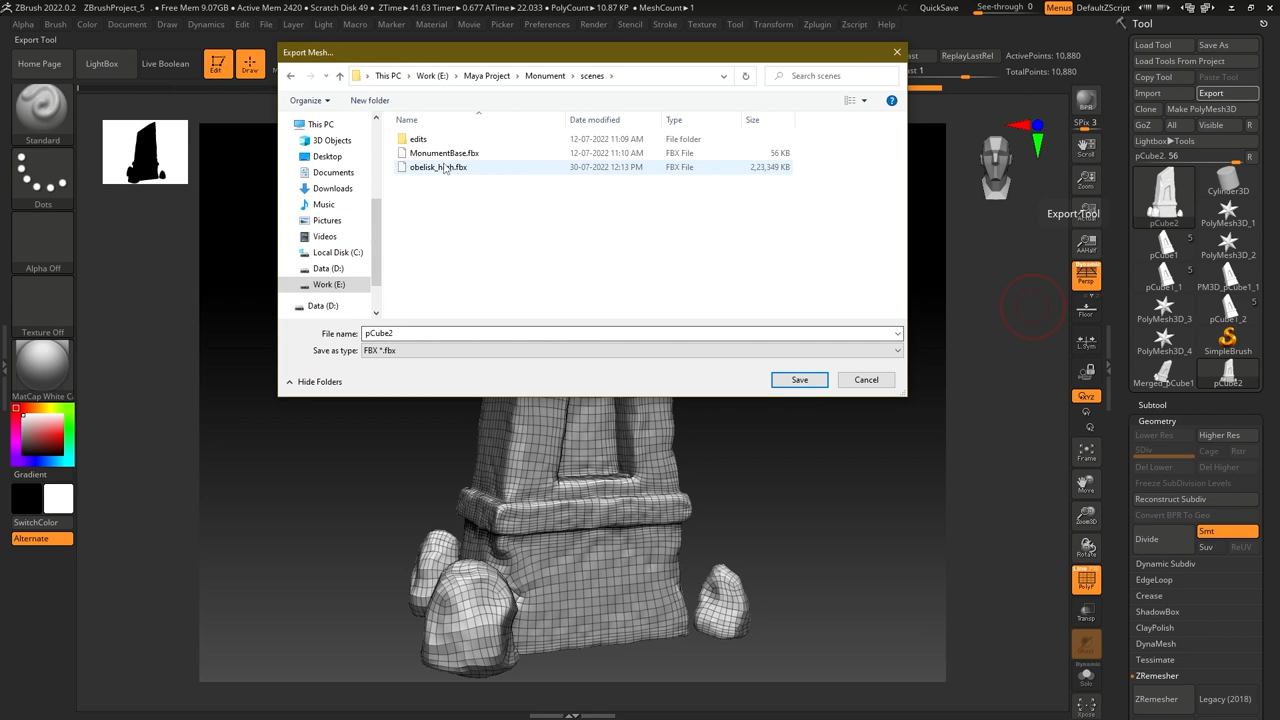 ZBrush 2022.0.2 ZBrushProject_5 • Free Mem 9.07GB • Active Mem 2420 • Scratch Disk 49 • ZTime▸41.63 Timer▸0.677 ATime▸22.033 • PolyCount▸10.87 KP • MeshCount▸1 AC QuickSave See-through 0 Menus DefaultZScript
Alpha Brush Color Document Draw Dynamics Edit File Layer Light Macro Marker Material Movie Picker Preferences Render Stencil Stroke Texture Tool Transform Zplugin Zscript Help
Export Tool
Home Page LightBox Live Boolean Edit Draw
ReplayLastRel ActivePoints: 10,880
TotalPoints: 10,880
Export Mesh...
This PC › Work (E:) › Maya Project › Monument › scenes ›
Search scenes
Organize New folder
Name Date modified Type Size
edits 12-07-2022 11:09 AM File folder
MonumentBase.fbx 12-07-2022 11:10 AM FBX File 56 KB
30-07-2022 12:13 PM FBX File 2,23,349 KB
This PC
3D Objects
Desktop
Documents
Downloads
Music
Pictures
Videos
Local Disk (C:)
Data (D:)
Work (E:)
Data (D:)
File name: pCube2
Save as type: FBX *.fbx
Hide Folders Save Cancel
Standard
Dots
Alpha Off
Texture Off
MatCap White C
Gradient
SwitchColor
Alternate
BPR
SPix 3
Scroll
Zoom
Actual
AAHalf
Dynamic
Persp
Floor
L.Sym
XYZ
Frame
Move
Zoom3D
Rotate
Line Fill
PolyF
Transp
Ghost
Dynamic
Solo
Xpose
Export Tool
Tool
Load Tool Save As
Load Tools From Project
Copy Tool Paste Tool
Import Export
Clone Make PolyMesh3D
GoZ All Visible R
Lightbox▸Tools
pCube2. 56 R
pCube2 Cylinder3D
PolyMesh3D_1
pCube1 5 PolyMesh3D_2
pCube1_1 5 PM3D_pCube1_1
PolyMesh3D_3 pCube1_2 5
PolyMesh3D_4 SimpleBrush
Merged_pCube1 pCube2
Subtool
Geometry
Lower Res Higher Res
SDiv Cage Rstr
Del Lower Del Higher
Freeze SubDivision Levels
Reconstruct Subdiv
Convert BPR To Geo
Divide Smt
Suv ReUV
Dynamic Subdiv
EdgeLoop
Crease
ShadowBox
ClayPolish
DynaMesh
Tessimate
ZRemesher
ZRemesher Legacy (2018)